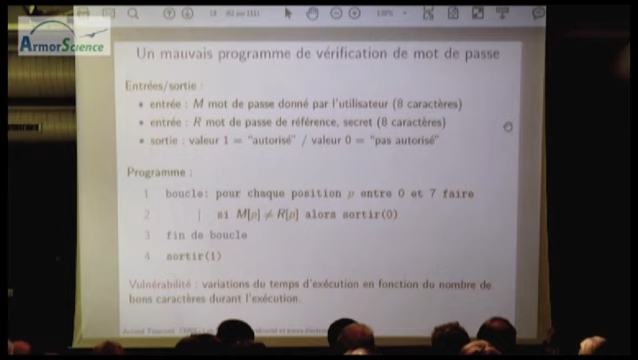 ArmorScience
Un mauvais programme de vérification de mot de passe
Entrées/sortie :
• entrée : M mot de passe donné par l'utilisateur (8 caractères)
• entrée : R mot de passe de référence, secret (8 caractères)
• sortie : valeur 1 = "autorisé" / valeur 0 = "pas autorisé"
Programme :
1 boucle: pour chaque position p entre 0 et 7 faire
2 | si M[p] ≠ R[p] alors sortir(0)
3 fin de boucle
4 sortir(1)
Vulnérabilité : variations du temps d'exécution en fonction du nombre de
bons caractères durant l'exécution.